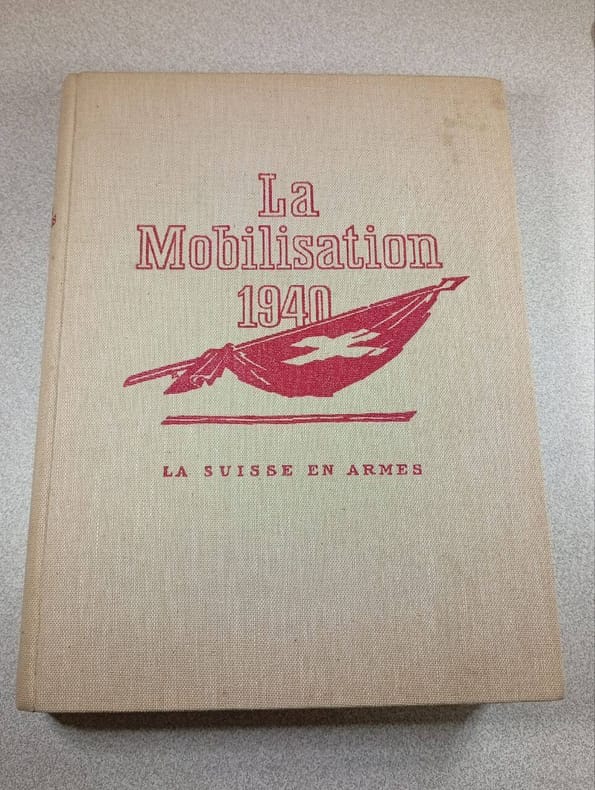 La
Mobilisation
1940
LA SUISSE EN ARMES